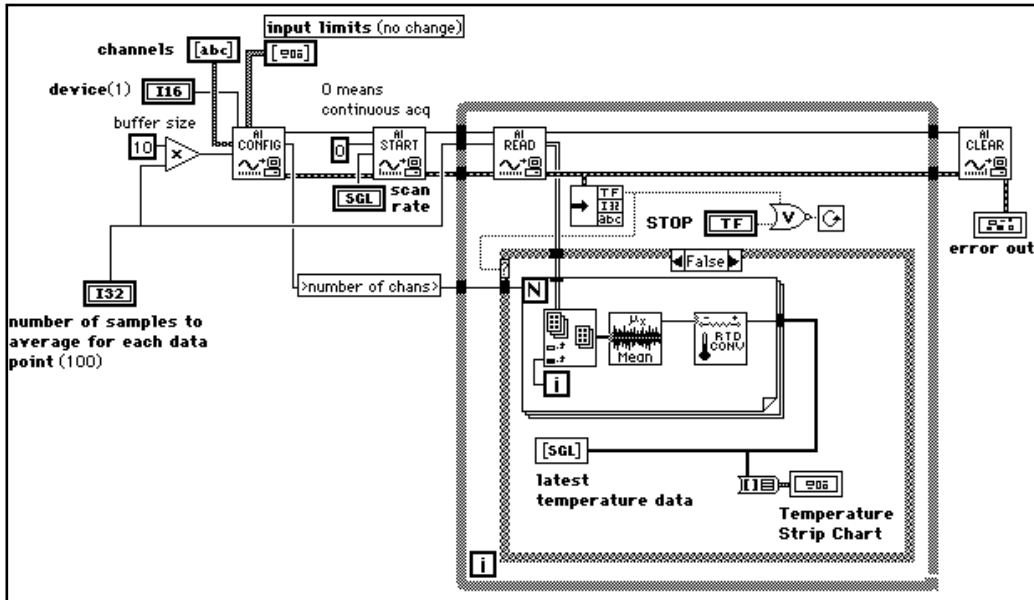 input limits (no change)
channels
[abc]
device(1)
I16
0 means
continuous acq
buffer size
10
x
AI
CONFIG
0
AI
START
AI
READ
AI
CLEAR
SGL
scan
rate
TF
I32
abc
STOP
TF
V
error out
?
False
I32
>number of chans>
number of samples to
average for each data
point (100)
N
μx
Mean
- +
RTD
CONV
i
[SGL]
latest
temperature data
Temperature
Strip Chart
i